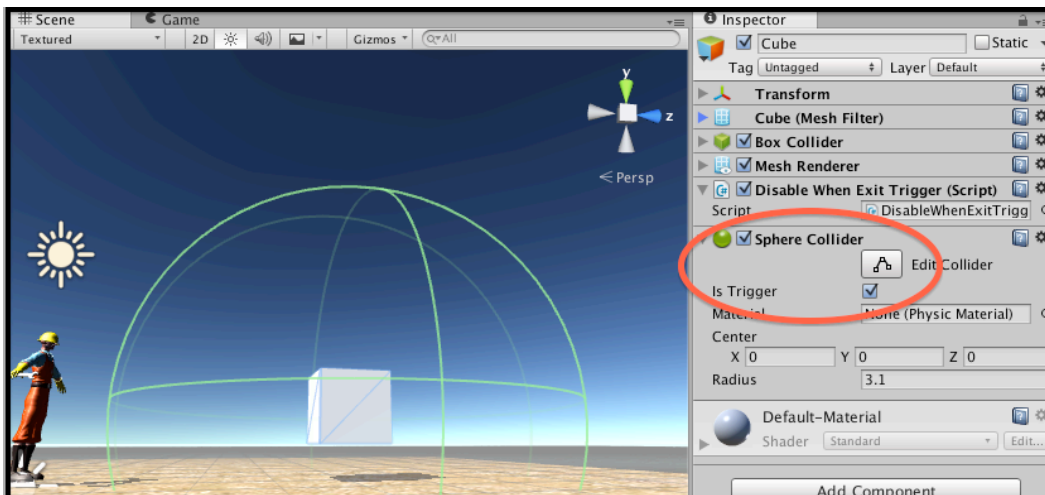 Scene
Game
Textured
2D
Gizmos
All
y
z
Persp
Inspector
Cube
Static
Tag Untagged Layer Default
Transform
Cube (Mesh Filter)
Box Collider
Mesh Renderer
Disable When Exit Trigger (Script)
Script DisableWhenExitTrigg
Sphere Collider
Edit Collider
Is Trigger
Material None (Physic Material)
Center
X 0 Y 0 Z 0
Radius 3.1
Default-Material
Shader Standard Edit...
Add Component